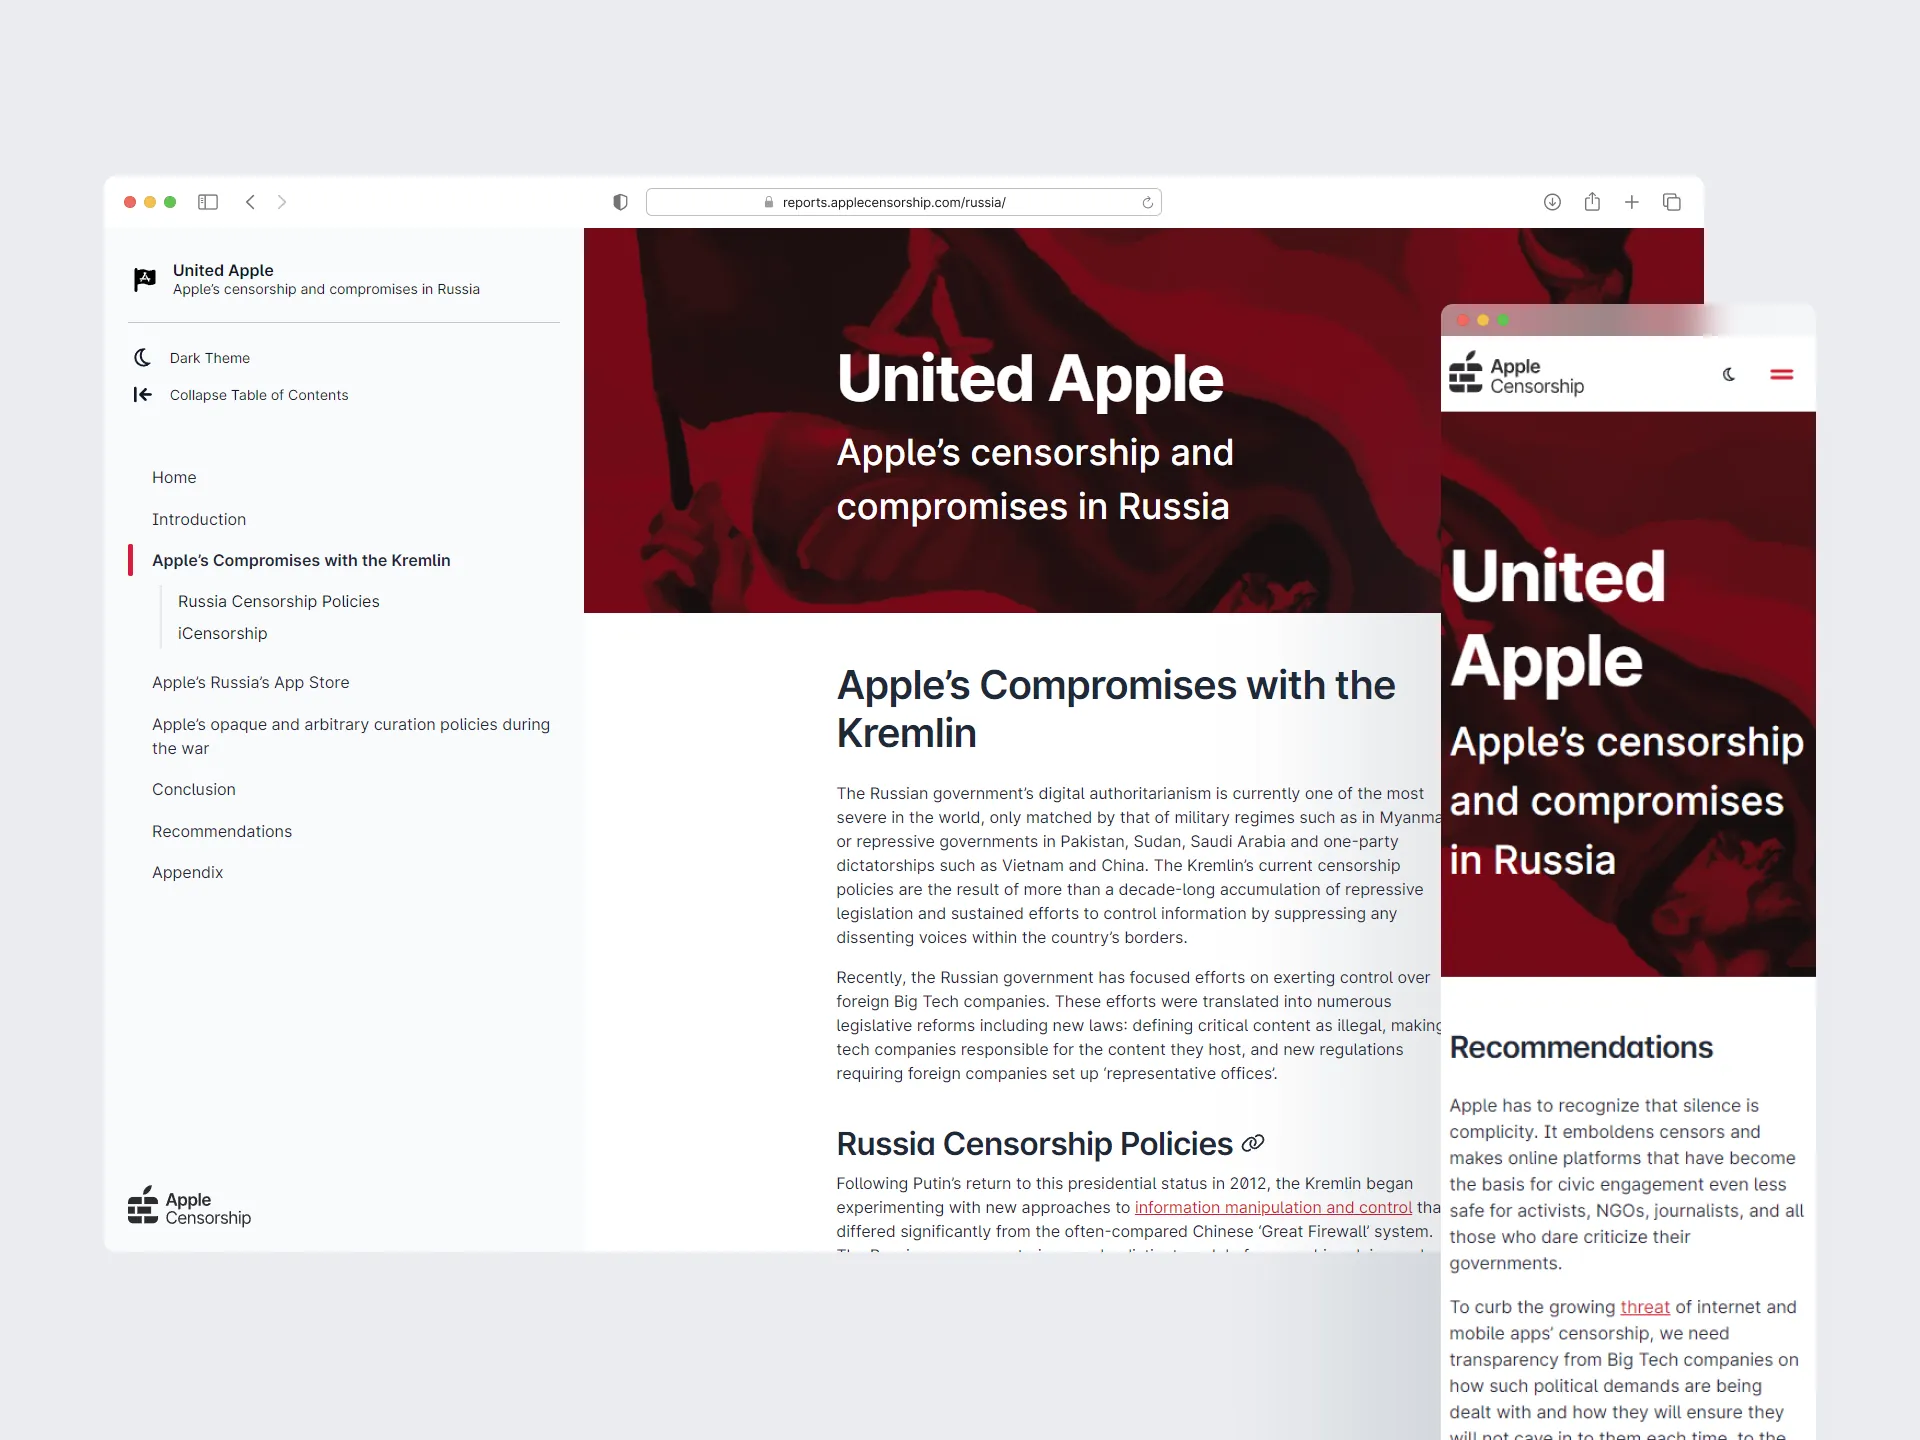 reports.applecensorship.com/russia/
United Apple
Apple’s censorship and compromises in Russia
Dark Theme
Collapse Table of Contents
Home
Introduction
Apple’s Compromises with the Kremlin
Russia Censorship Policies
iCensorship
Apple’s Russia’s App Store
Apple’s opaque and arbitrary curation policies during
the war
Conclusion
Recommendations
Appendix
Apple
Censorship
United Apple
Apple’s censorship and
compromises in Russia
Apple’s Compromises with the
Kremlin
The Russian government’s digital authoritarianism is currently one of the most
severe in the world, only matched by that of military regimes such as in Myanma
or repressive governments in Pakistan, Sudan, Saudi Arabia and one-party
dictatorships such as Vietnam and China. The Kremlin’s current censorship
policies are the result of more than a decade-long accumulation of repressive
legislation and sustained efforts to control information by suppressing any
dissenting voices within the country’s borders.
Recently, the Russian government has focused efforts on exerting control over
foreign Big Tech companies. These efforts were translated into numerous
legislative reforms including new laws: defining critical content as illegal, making
tech companies responsible for the content they host, and new regulations
requiring foreign companies set up ‘representative offices’.
Russia Censorship Policies
Following Putin’s return to this presidential status in 2012, the Kremlin began
experimenting with new approaches to information manipulation and control tha
differed significantly from the often-compared Chinese ‘Great Firewall’ system.
Apple
Censorship
United
Apple
Apple’s censorship
and compromises
in Russia
Recommendations
Apple has to recognize that silence is
complicity. It emboldens censors and
makes online platforms that have become
the basis for civic engagement even less
safe for activists, NGOs, journalists, and all
those who dare criticize their
governments.
To curb the growing threat of internet and
mobile apps’ censorship, we need
transparency from Big Tech companies on
how such political demands are being
dealt with and how they will ensure they
will not cave in to them each time, to the